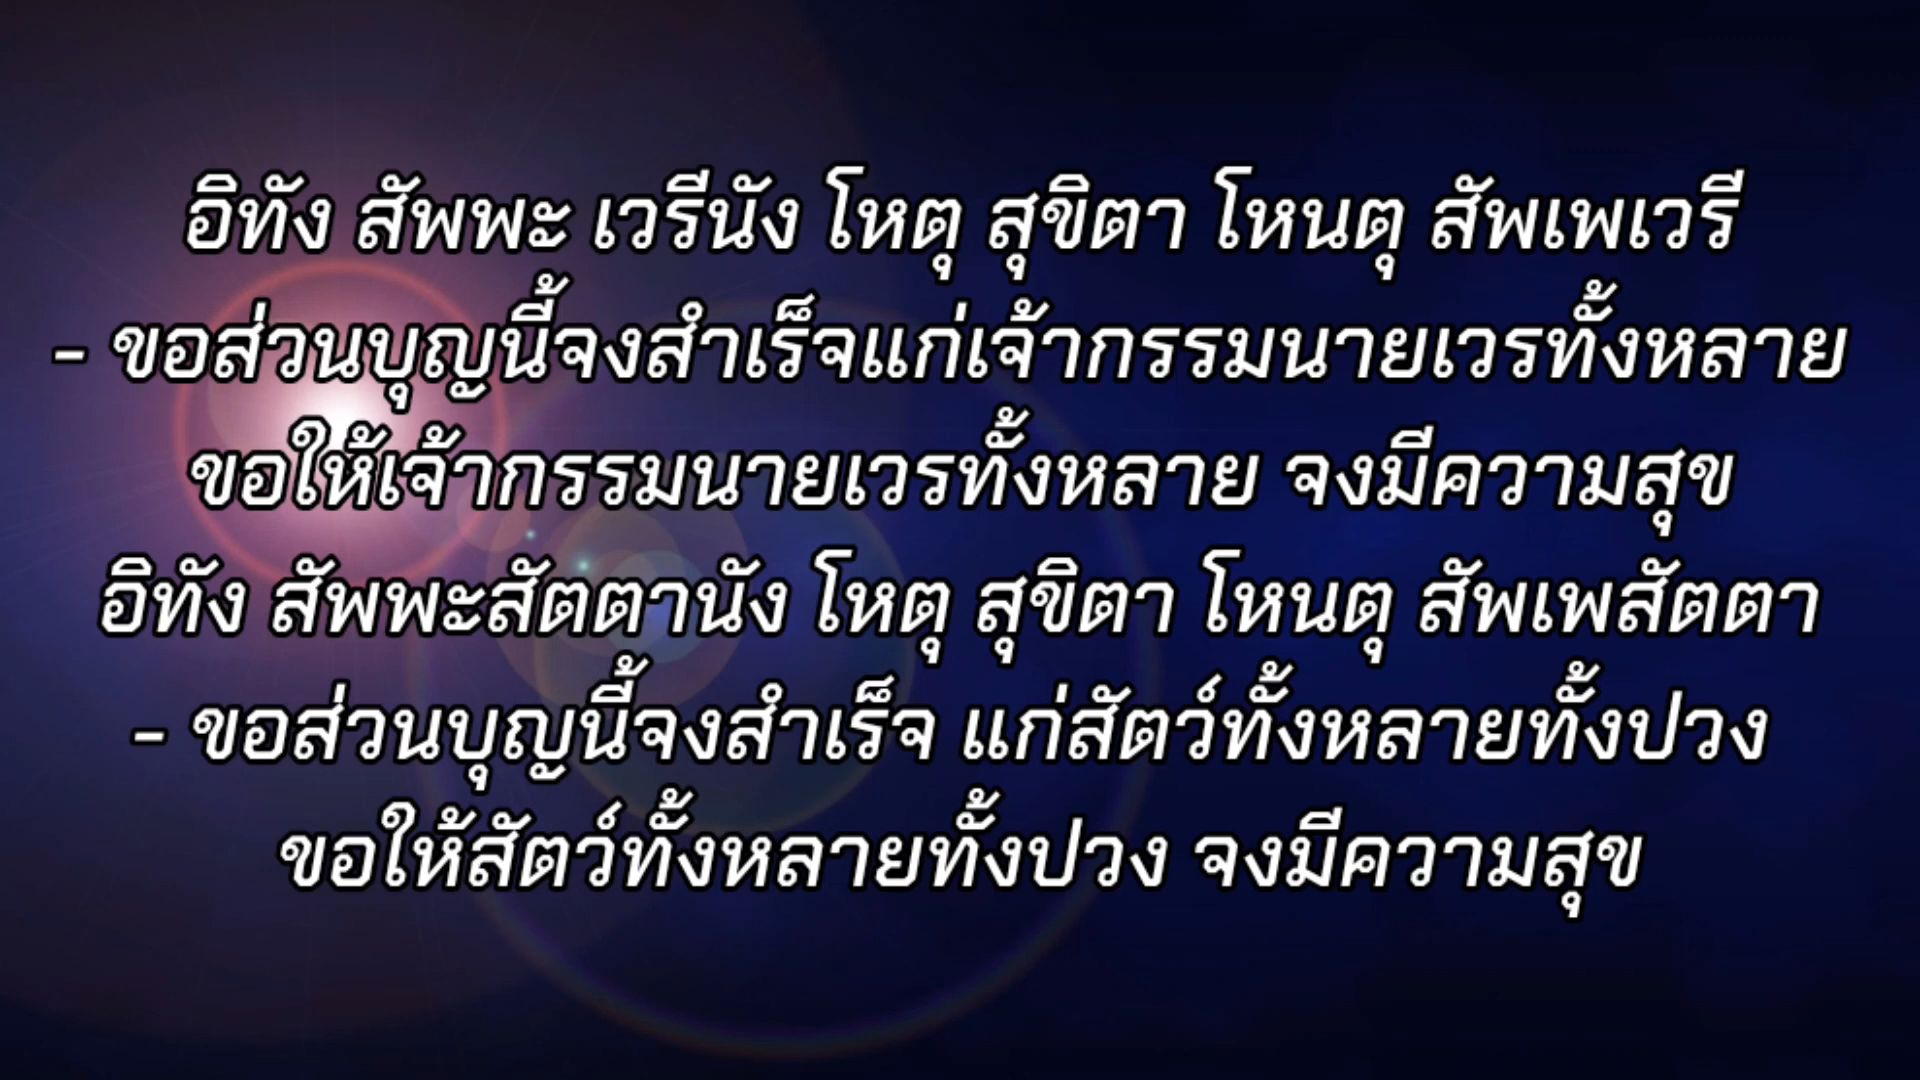 อิทัง สัพพะ เวรีนัง โหตุ สุขิตา โหนตุ สัพเพเวรี
- ขอส่วนบุญนี้จงสำเร็จแก่เจ้ากรรมนายเวรทั้งหลาย
ขอให้เจ้ากรรมนายเวรทั้งหลาย จงมีความสุข
อิทัง สัพพะสัตตานัง โหตุ สุขิตา โหนตุ สัพเพสัตตา
- ขอส่วนบุญนี้จงสำเร็จ แก่สัตว์ทั้งหลายทั้งปวง
ขอให้สัตว์ทั้งหลายทั้งปวง จงมีความสุข